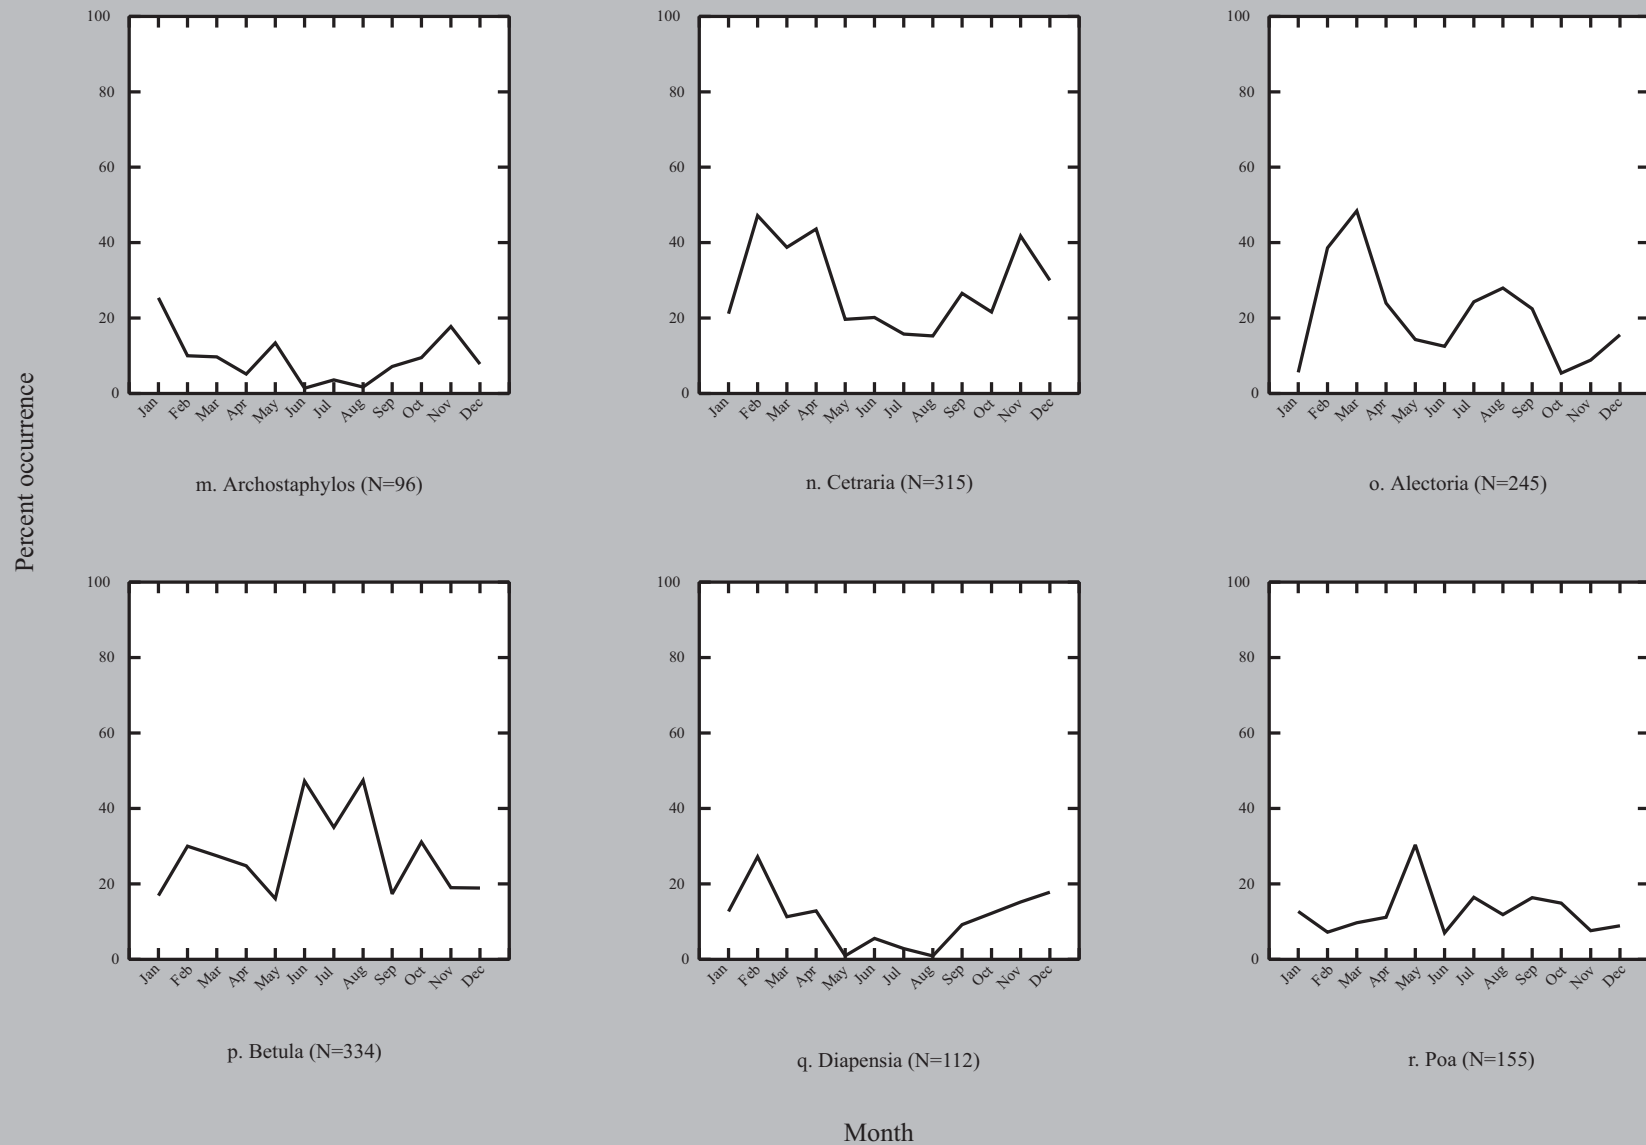 100 100 100
80 80 80
60 60 60
40 40 40
20 20 20
0 0 0
Jan Feb Mar Apr May Jun Jul Aug Sep Oct Nov Dec Jan Feb Mar Apr May Jun Jul Aug Sep Oct Nov Dec Jan Feb Mar Apr May Jun Jul Aug Sep Oct Nov Dec
m. Archostaphylos (N=96) n. Cetraria (N=315) o. Alectoria (N=245)
Percent occurrence
100 100 100
80 80 80
60 60 60
40 40 40
20 20 20
0 0 0
Jan Feb Mar Apr May Jun Jul Aug Sep Oct Nov Dec Jan Feb Mar Apr May Jun Jul Aug Sep Oct Nov Dec Jan Feb Mar Apr May Jun Jul Aug Sep Oct Nov Dec
p. Betula (N=334) q. Diapensia (N=112) r. Poa (N=155)
Month